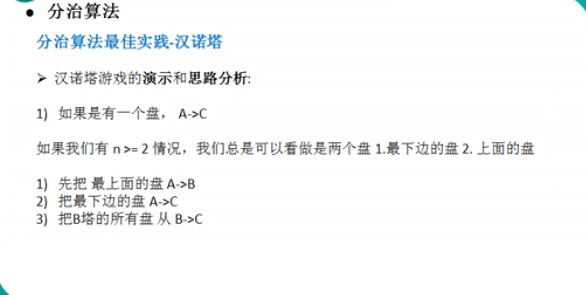 • 分治算法
分治算法最佳实践-汉诺塔
➢ 汉诺塔游戏的演示和思路分析:
1) 如果是有一个盘， A->C
如果我们有 n >= 2 情况，我们总是可以看做是两个盘 1.最下边的盘 2. 上面的盘
1) 先把 最上面的盘 A->B
2) 把最下边的盘 A->C
3) 把B塔的所有盘 从 B->C